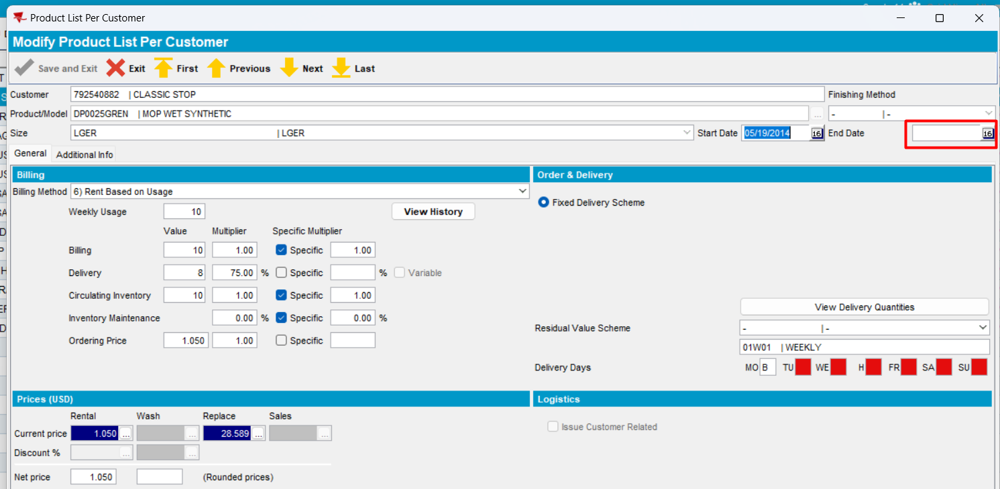 Product List Per Customer
Modify Product List Per Customer
Save and Exit Exit First Previous Next Last
Customer 792540882 | CLASSIC STOP Finishing Method
Product/Model DP0025GREN | MOP WET SYNTHETIC ... - | -
Size LGER | LGER Start Date 05/19/2014 16 End Date 16
General Additional Info
Billing Order & Delivery
Billing Method 6) Rent Based on Usage
Fixed Delivery Scheme
Weekly Usage 10 View History
Value Multiplier Specific Multiplier
Billing 10 1.00 Specific 1.00
Delivery 8 75.00 % Specific % Variable
Circulating Inventory 10 1.00 Specific 1.00
View Delivery Quantities
Inventory Maintenance 0.00 % Specific 0.00 %
Residual Value Scheme - | -
Ordering Price 1.050 1.00 Specific
01W01 | WEEKLY
Delivery Days MO B TU WE H FR SA SU
Prices (USD) Logistics
Rental Wash Replace Sales
Issue Customer Related
Current price 1.050 ... ... 28.589 ... ...
Discount % ... ...
Net price 1.050 (Rounded prices)